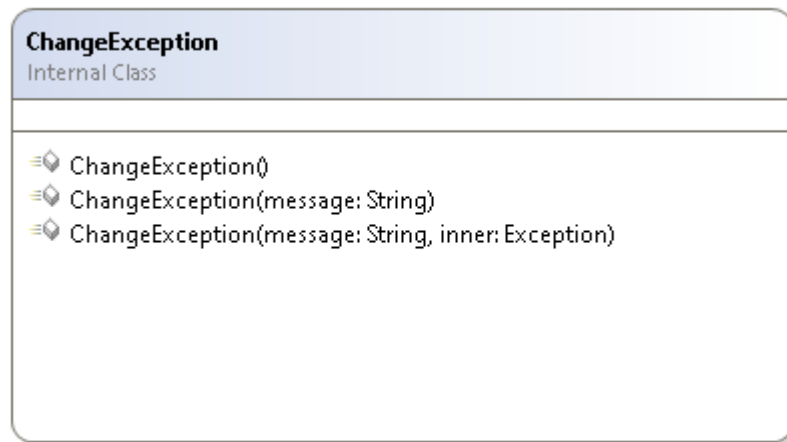 ChangeException
Internal Class
ChangeException()
ChangeException(message: String)
ChangeException(message: String, inner: Exception)